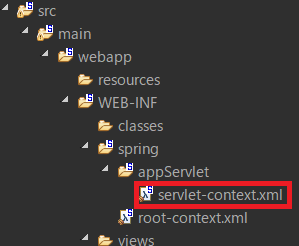 src
main
webapp
resources
WEB-INF
classes
spring
appServlet
servlet-context.xml
root-context.xml
views